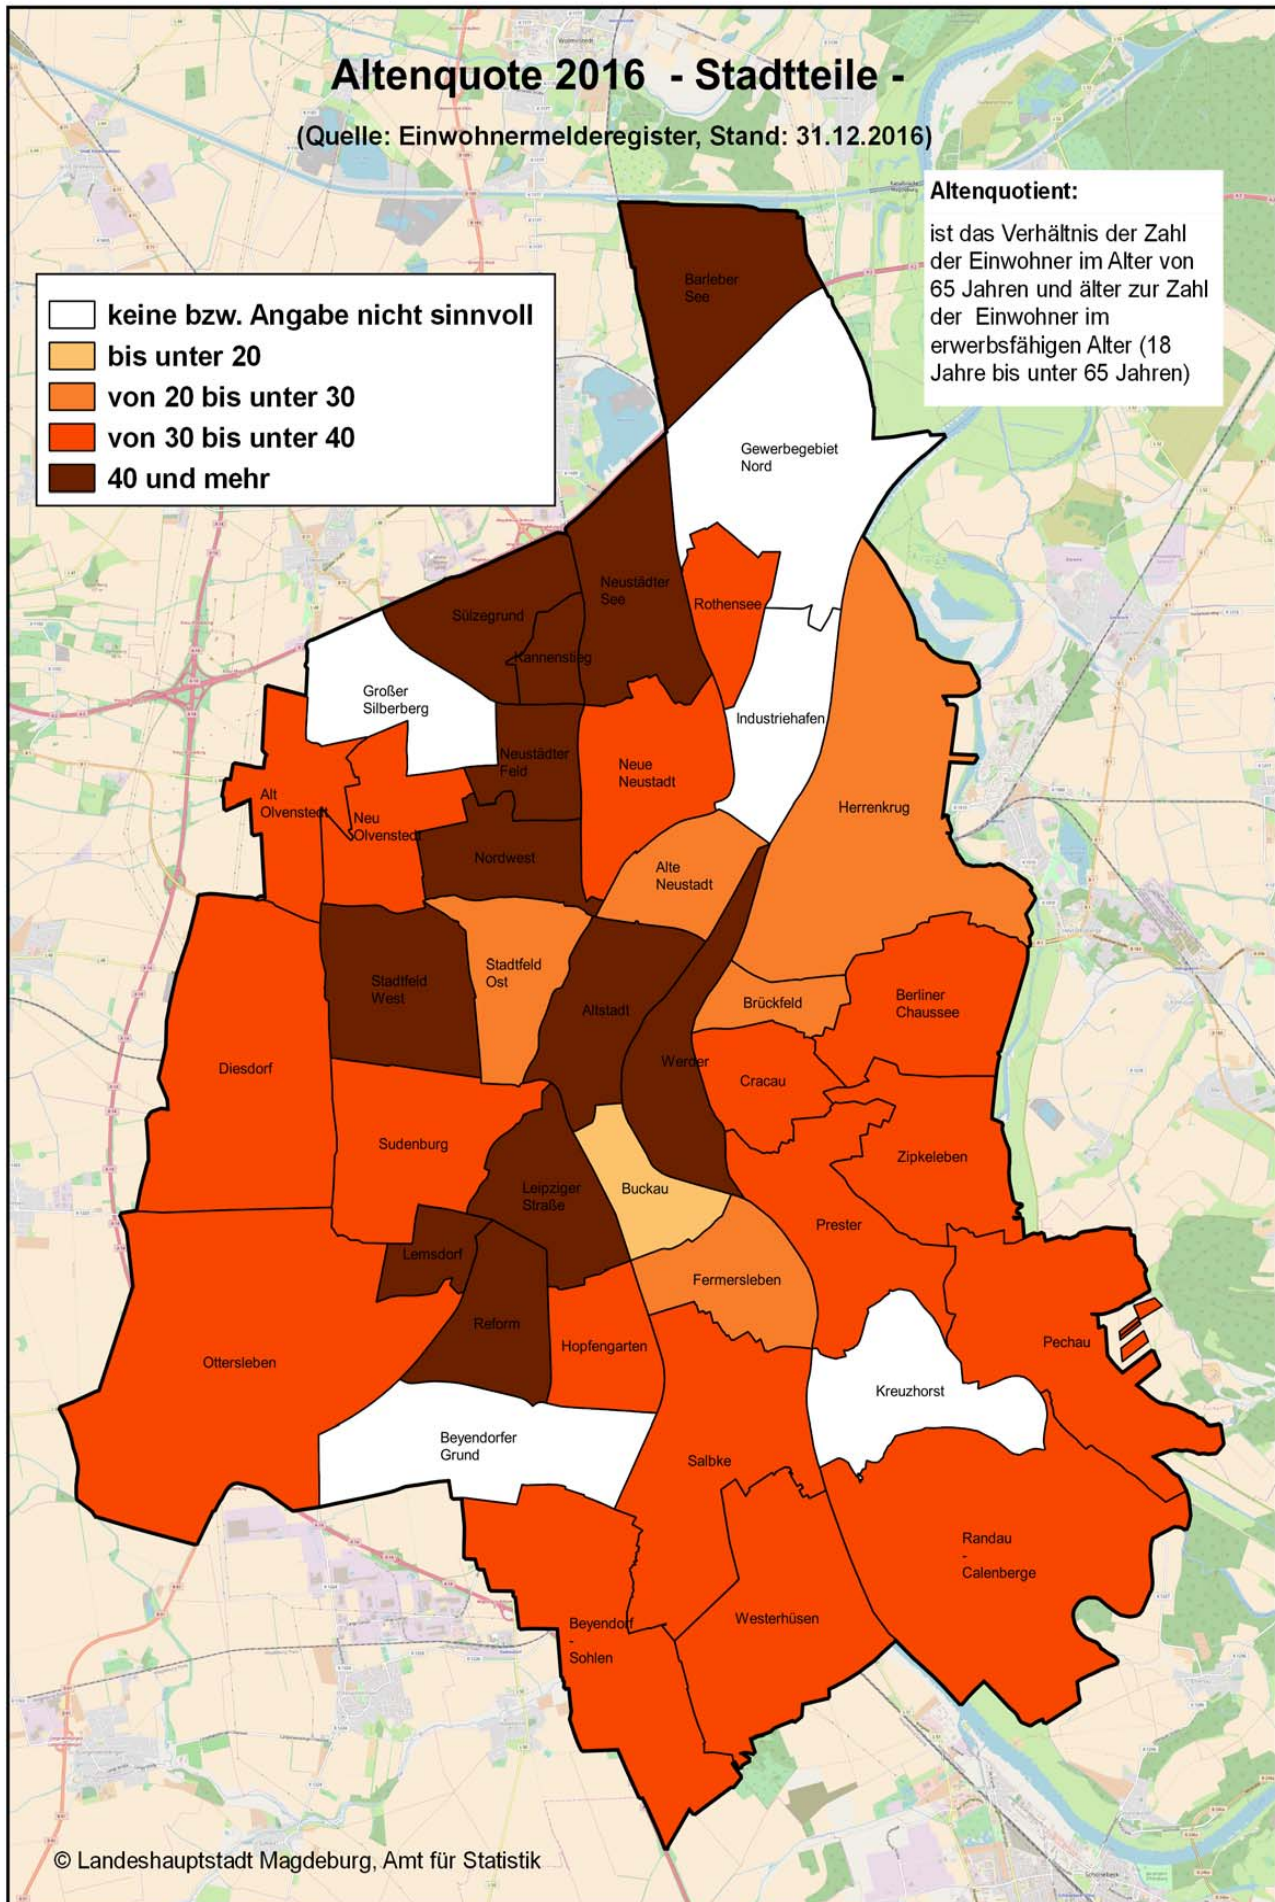 Altenquote 2016 - Stadtteile -
(Quelle: Einwohnermelderegister, Stand: 31.12.2016)
Altenquotient:
ist das Verhältnis der Zahl
der Einwohner im Alter von
65 Jahren und älter zur Zahl
der Einwohner im
erwerbsfähigen Alter (18
Jahre bis unter 65 Jahren)
keine bzw. Angabe nicht sinnvoll
bis unter 20
von 20 bis unter 30
von 30 bis unter 40
40 und mehr
Barleber
See
Gewerbegebiet
Nord
Neustädter
See
Rothensee
Sülzegrund
Kannenstieg
Großer
Silberberg
Industriehafen
Neustädter
Feld
Neue
Neustadt
Alt
Olvenstedt
Neu
Olvenstedt
Herrenkrug
Nordwest
Alte
Neustadt
Stadtfeld
West
Stadtfeld
Ost
Altstadt
Brückfeld
Berliner
Chaussee
Diesdorf
Werder
Cracau
Sudenburg
Zipkeleben
Leipziger
Straße
Buckau
Prester
Lemsdorf
Fermersleben
Reform
Hopfengarten
Pechau
Ottersleben
Kreuzhorst
Beyendorfer
Grund
Salbke
Randau
-
Calenberge
Westerhüsen
Beyendorf
-
Sohlen
© Landeshauptstadt Magdeburg, Amt für Statistik